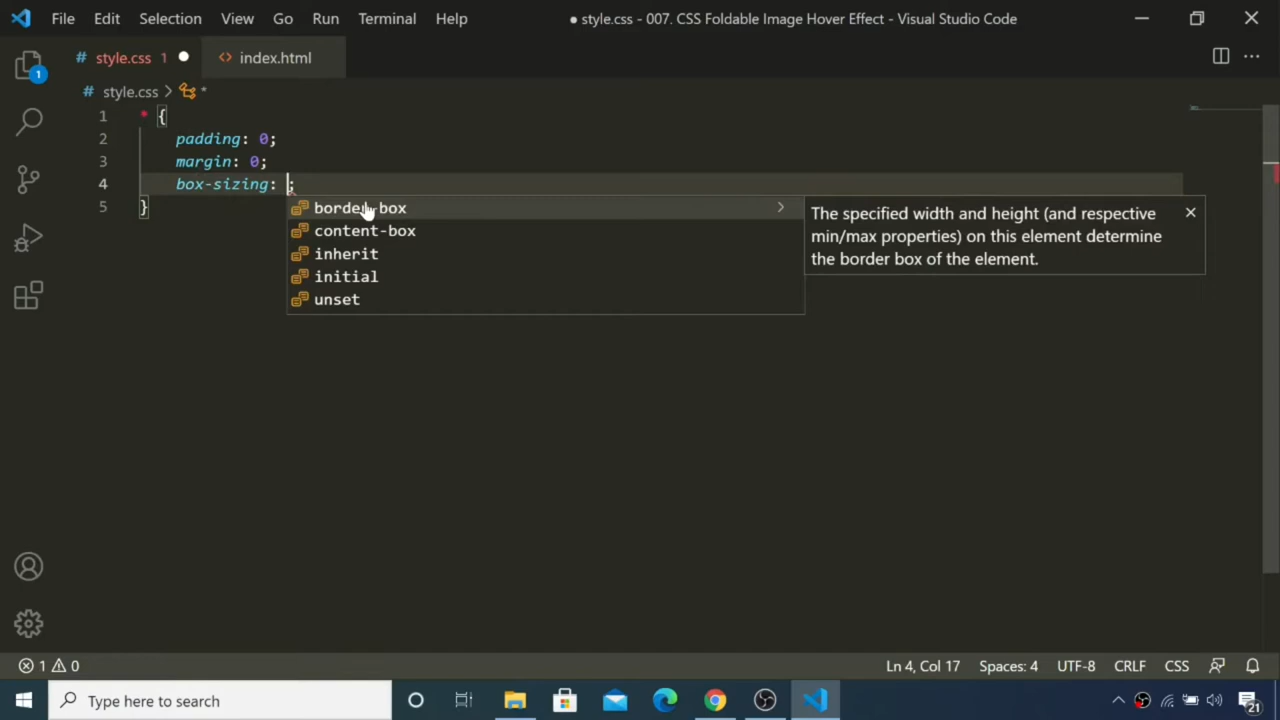 File Edit Selection View Go Run Terminal Help ● style.css - 007. CSS Foldable Image Hover Effect - Visual Studio Code
1 # style.css 1 <> index.html
# style.css > *
1 * {
2 padding: 0;
3 margin: 0;
4 box-sizing: ;
5 }
border-box
content-box
inherit
initial
unset
The specified width and height (and respective
min/max properties) on this element determine
the border box of the element.
1 0 Ln 4, Col 17 Spaces: 4 UTF-8 CRLF CSS
Type here to search 21